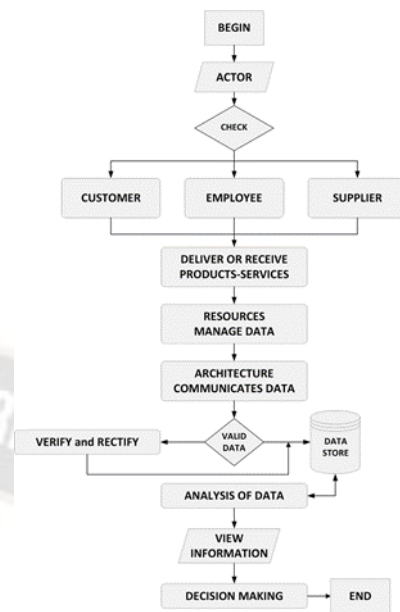 BEGIN
ACTOR
CHECK
CUSTOMER
EMPLOYEE
SUPPLIER
DELIVER OR RECEIVE
PRODUCTS-SERVICES
RESOURCES
MANAGE DATA
ARCHITECTURE
COMMUNICATES DATA
VERIFY and RECTIFY
VALID
DATA
DATA
STORE
ANALYSIS OF DATA
VIEW
INFORMATION
DECISION MAKING
END